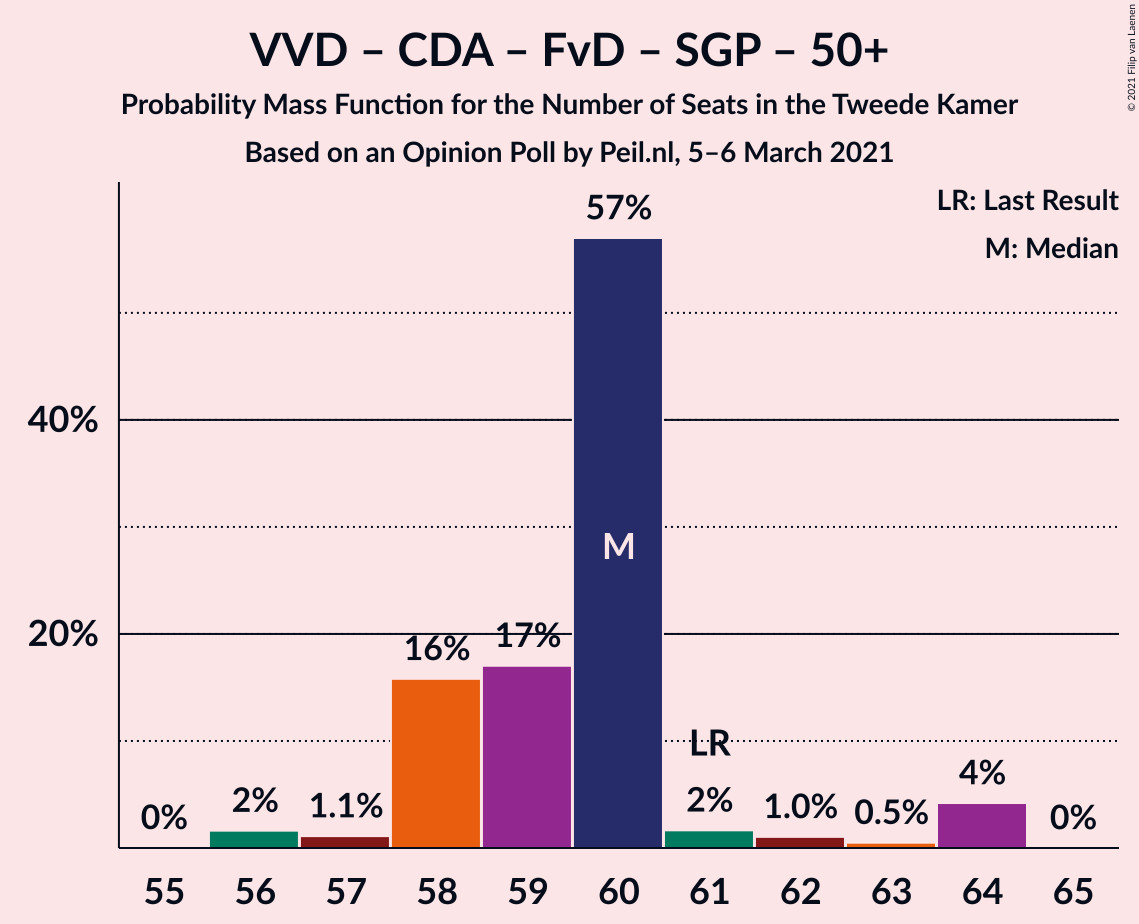 VVD – CDA – FvD – SGP – 50+
Probability Mass Function for the Number of Seats in the Tweede Kamer
Based on an Opinion Poll by Peil.nl, 5–6 March 2021
© 2021 Filip van Laenen
LR: Last Result
M: Median
57%
40%
M
20%
16%
17%
LR
0%
2%
1.1%
2%
1.0%
0.5%
4%
0%
55 56 57 58 59 60 61 62 63 64 65